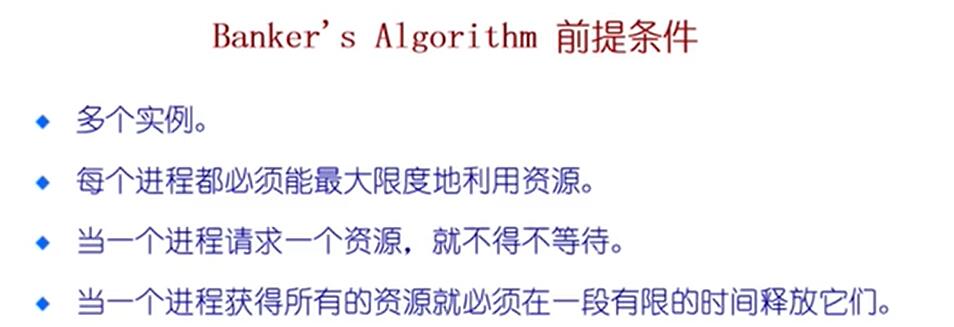 Banker's Algorithm 前提条件
多个实例。
每个进程都必须能最大限度地利用资源。
当一个进程请求一个资源，就不得不等待。
当一个进程获得所有的资源就必须在一段有限的时间释放它们。